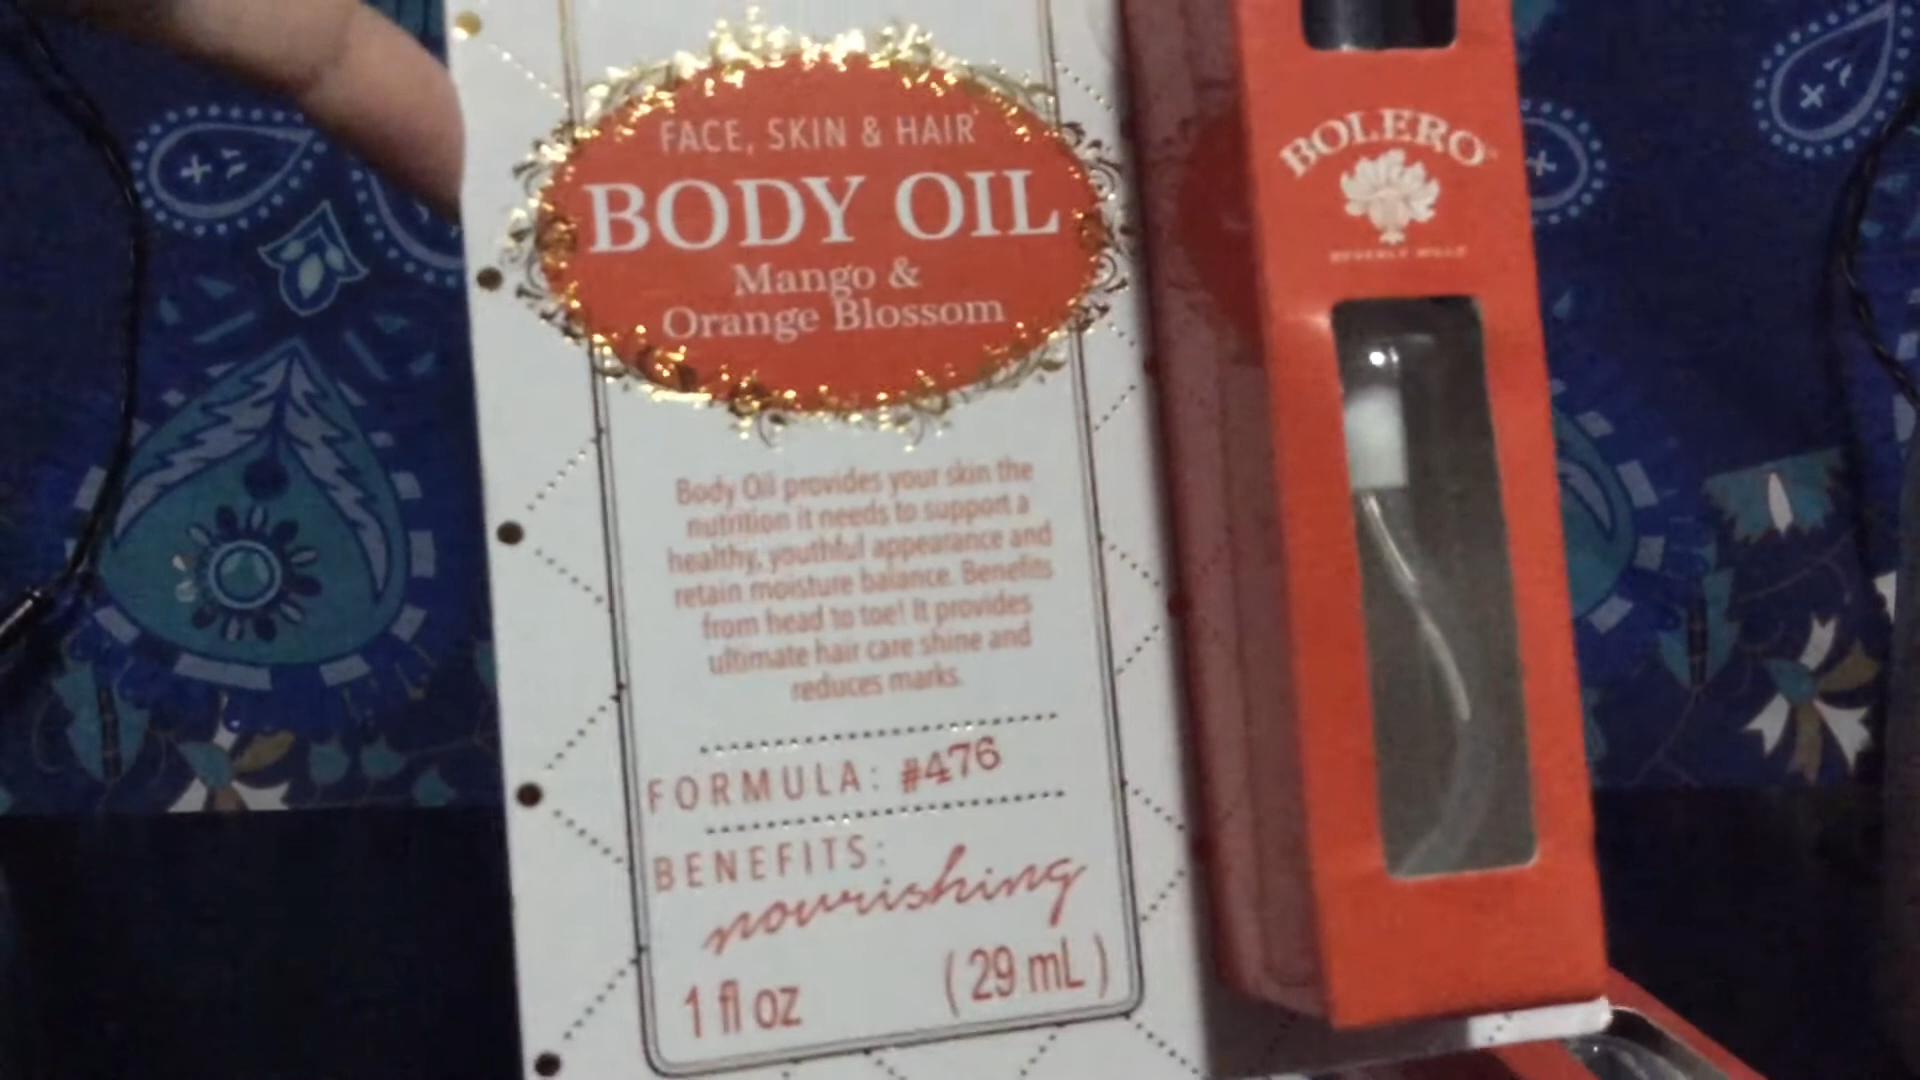 FACE, SKIN & HAIR
BODY OIL
Mango &
Orange Blossom
Body Oil provides your skin the
nutrition it needs to support a
healthy, youthful appearance and
retain moisture balance. Benefits
from head to toe! It provides
ultimate hair care shine and
reduces marks.
FORMULA: #476
BENEFITS:
nourishing
1 fl oz (29 mL)
BOLERO
BEVERLY HILLS